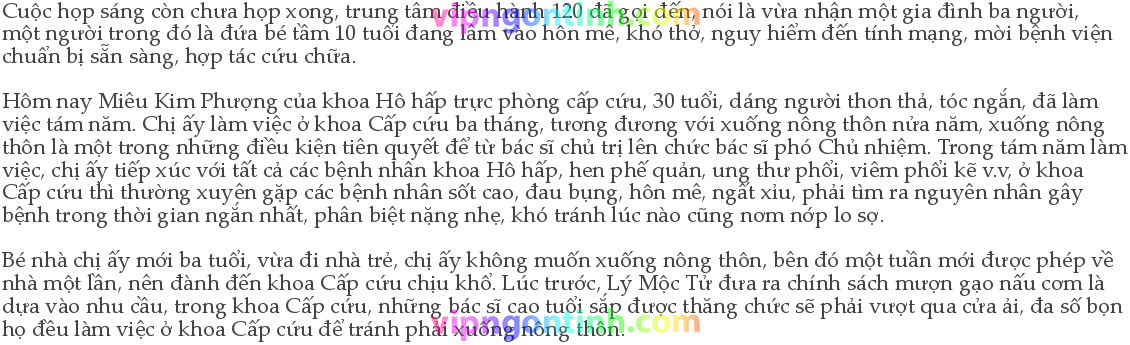 Cuộc họp sáng còn chưa họp xong, trung tâm điều hành 120 đã gọi đến, nói là vừa nhận một gia đình ba người,
một người trong đó là đứa bé tầm 10 tuổi đang lâm vào hôn mê, khó thở, nguy hiểm đến tính mạng, mời bệnh viện
chuẩn bị sẵn sàng, hợp tác cứu chữa.
Hôm nay Miêu Kim Phượng của khoa Hô hấp trực phòng cấp cứu, 30 tuổi, dáng người thon thả, tóc ngắn, đã làm
việc tám năm. Chị ấy làm việc ở khoa Cấp cứu ba tháng, tương đương với xuống nông thôn nửa năm, xuống nông
thôn là một trong những điều kiện tiên quyết để từ bác sĩ chủ trị lên chức bác sĩ phó Chủ nhiệm. Trong tám năm làm
việc, chị ấy tiếp xúc với tất cả các bệnh nhân khoa Hô hấp, hen phế quản, ung thư phổi, viêm phổi kẽ v.v, ở khoa
Cấp cứu thì thường xuyên gặp các bệnh nhân sốt cao, đau bụng, hôn mê, ngất xỉu, phải tìm ra nguyên nhân gây
bệnh trong thời gian ngắn nhất, phân biệt nặng nhẹ, khó tránh lúc nào cũng nơm nớp lo sợ.
Bé nhà chị ấy mới ba tuổi, vừa đi nhà trẻ, chị ấy không muốn xuống nông thôn, bên đó một tuần mới được phép về
nhà một lần, nên đành đến khoa Cấp cứu chịu khổ. Lúc trước, Lý Mộc Tử đưa ra chính sách mượn gạo nấu cơm là
dựa vào nhu cầu, trong khoa Cấp cứu, những bác sĩ cao tuổi sắp được thăng chức sẽ phải vượt qua cửa ải, đa số bọn
họ đều làm việc ở khoa Cấp cứu để tránh phải xuống nông thôn.
vipngontinh.com
vipngontinh.com